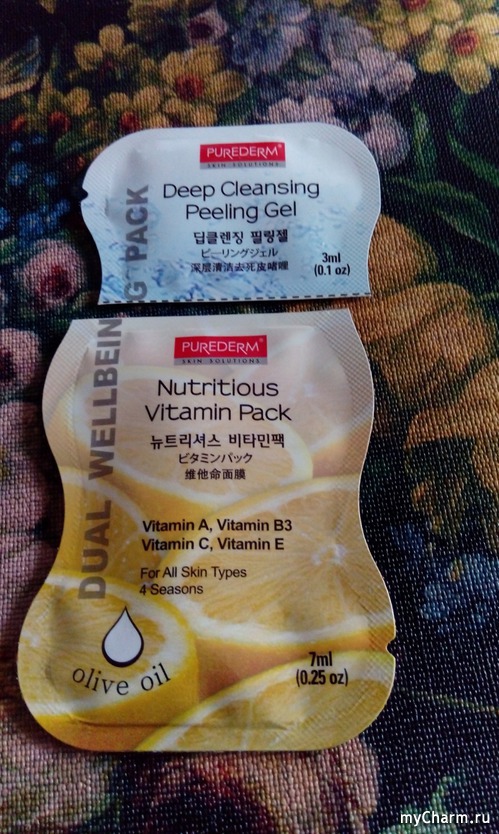 PUREDERM®
SKIN SOLUTIONS
Deep Cleansing
Peeling Gel
딥클렌징 필링젤
ピーリングジェル
深层清洁去死皮啫喱
3ml
(0.1 oz)
DUAL WELLBEING PACK
PUREDERM®
SKIN SOLUTIONS
Nutritious
Vitamin Pack
뉴트리셔스 비타민팩
ビタミンパック
维他命面膜
Vitamin A, Vitamin B3
Vitamin C, Vitamin E
For All Skin Types
4 Seasons
olive oil
7ml
(0.25 oz)
myCharm.ru